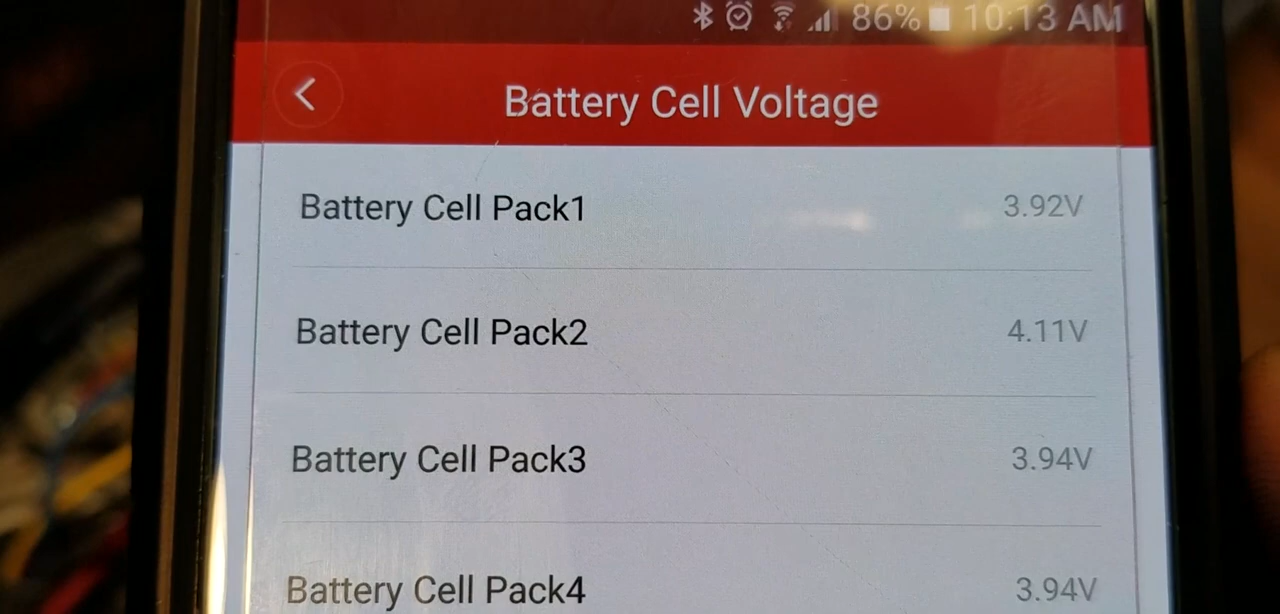 86% 10:13 AM
Battery Cell Voltage
Battery Cell Pack1 3.92V
Battery Cell Pack2 4.11V
Battery Cell Pack3 3.94V
Battery Cell Pack4 3.94V